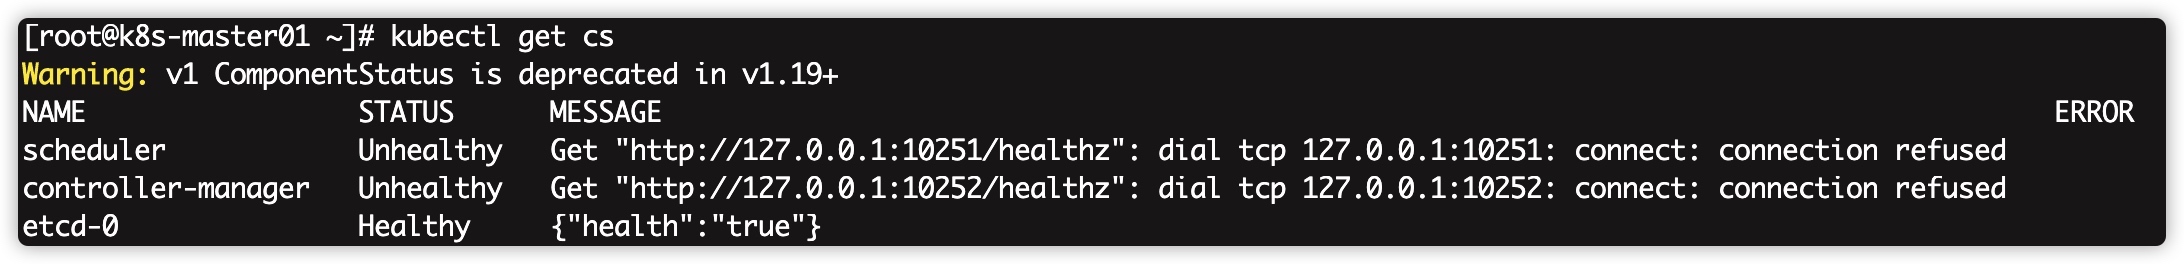 [root@k8s-master01 ~]# kubectl get cs
Warning: v1 ComponentStatus is deprecated in v1.19+
NAME                 STATUS      MESSAGE                                                                                       ERROR
scheduler            Unhealthy   Get "http://127.0.0.1:10251/healthz": dial tcp 127.0.0.1:10251: connect: connection refused
controller-manager   Unhealthy   Get "http://127.0.0.1:10252/healthz": dial tcp 127.0.0.1:10252: connect: connection refused
etcd-0               Healthy     {"health":"true"}